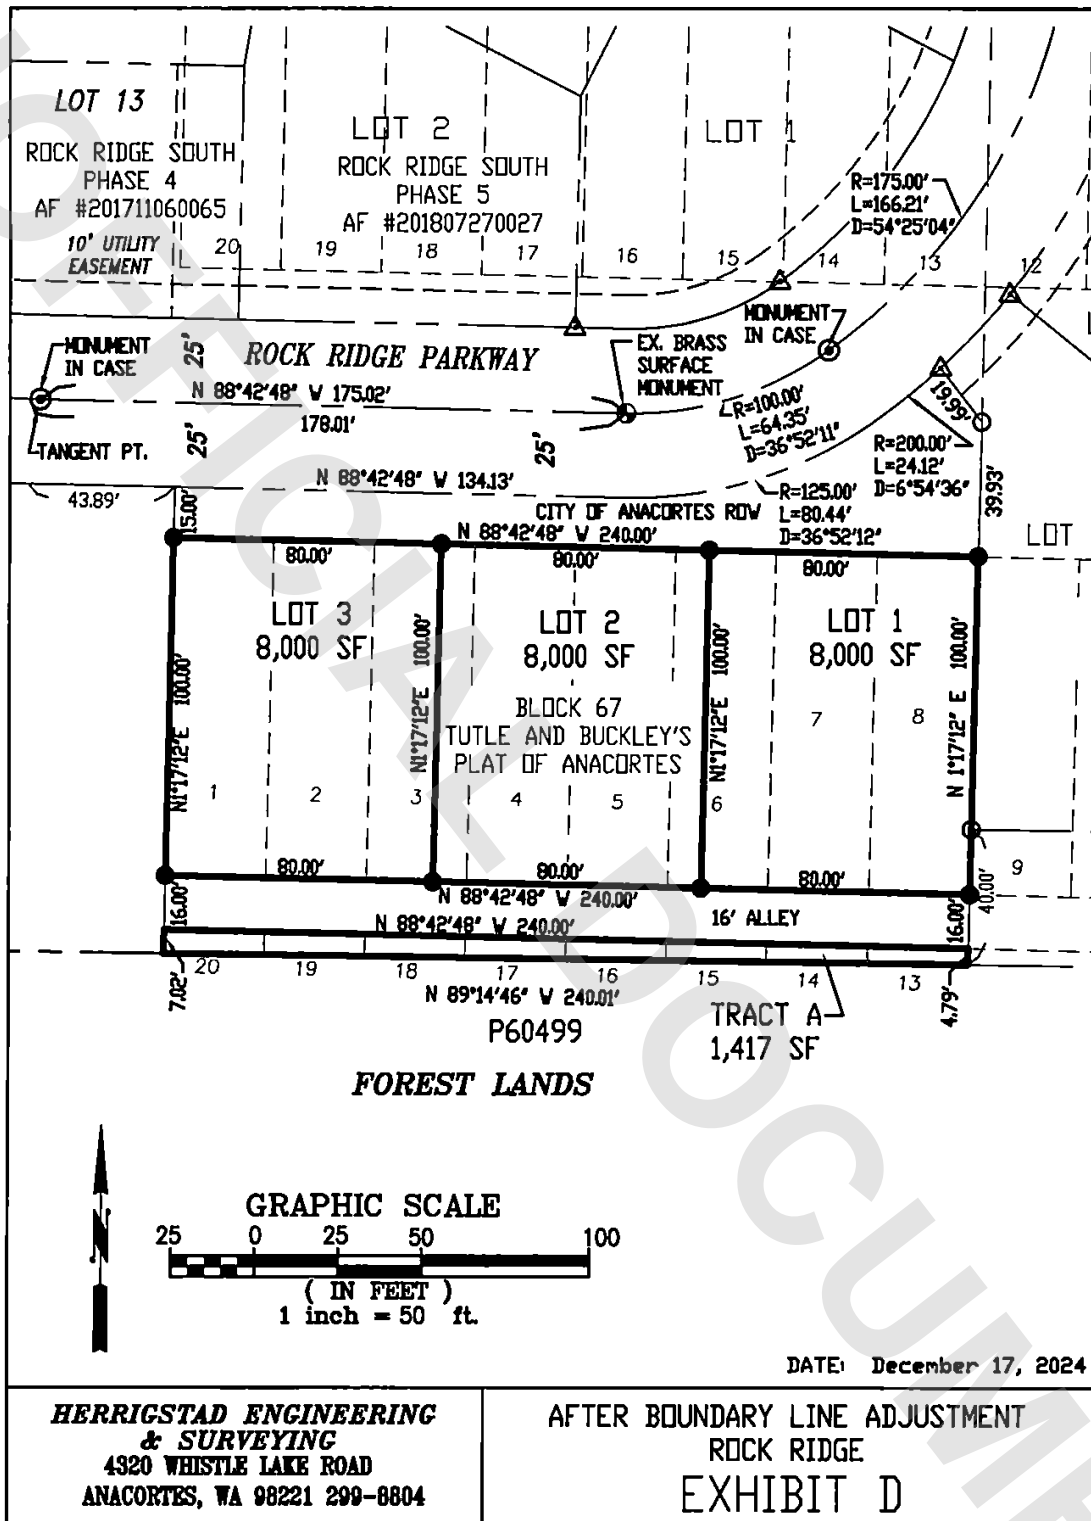 LOT 13
ROCK RIDGE SOUTH
PHASE 4
AF #201711060065
10' UTILITY
EASEMENT
LOT 2
ROCK RIDGE SOUTH
PHASE 5
AF #201807270027
LOT 1
R=175.00'
L=166.21'
D=54°25'04"
20
19
18
17
16
15
14
13
12
MONUMENT
IN CASE
25'
ROCK RIDGE PARKWAY
N 88°42'48" W 175.02'
178.01'
EX. BRASS
SURFACE
MONUMENT
MONUMENT
IN CASE
R=100.00'
L=64.35'
D=36°52'11"
19.99'
R=200.00'
L=24.12'
D=6°54'36"
39.93'
TANGENT PT.
25'
25'
43.89'
15.00'
N 88°42'48" W 134.13'
R=125.00'
L=80.44'
D=36°52'12"
CITY OF ANACORTES ROW
N 88°42'48" W 240.00'
LOT
80.00'
80.00'
80.00'
LOT 3
8,000 SF
LOT 2
8,000 SF
LOT 1
8,000 SF
N1°17'12"E 100.00'
N1°17'12"E 100.00'
N1°17'12"E 100.00'
N 1°17'12" E 100.00'
BLOCK 67
TUTLE AND BUCKLEY'S
PLAT OF ANACORTES
1
2
3
4
5
6
7
8
9
80.00'
80.00'
80.00'
N 88°42'48" W 240.00'
16.00'
16' ALLEY
16.00'
40.00'
N 88°42'48" W 240.00'
20
19
18
17
16
15
14
13
7.02'
N 89°14'46" W 240.01'
4.79'
P60499
TRACT A
1,417 SF
FOREST LANDS
N
GRAPHIC SCALE
25 0 25 50 100
( IN FEET )
1 inch = 50 ft.
DATE: December 17, 2024
HERRIGSTAD ENGINEERING
& SURVEYING
4320 WHISTLE LAKE ROAD
ANACORTES, WA 98221 299-8804
AFTER BOUNDARY LINE ADJUSTMENT
ROCK RIDGE
EXHIBIT D
OFFICIAL DOCUME